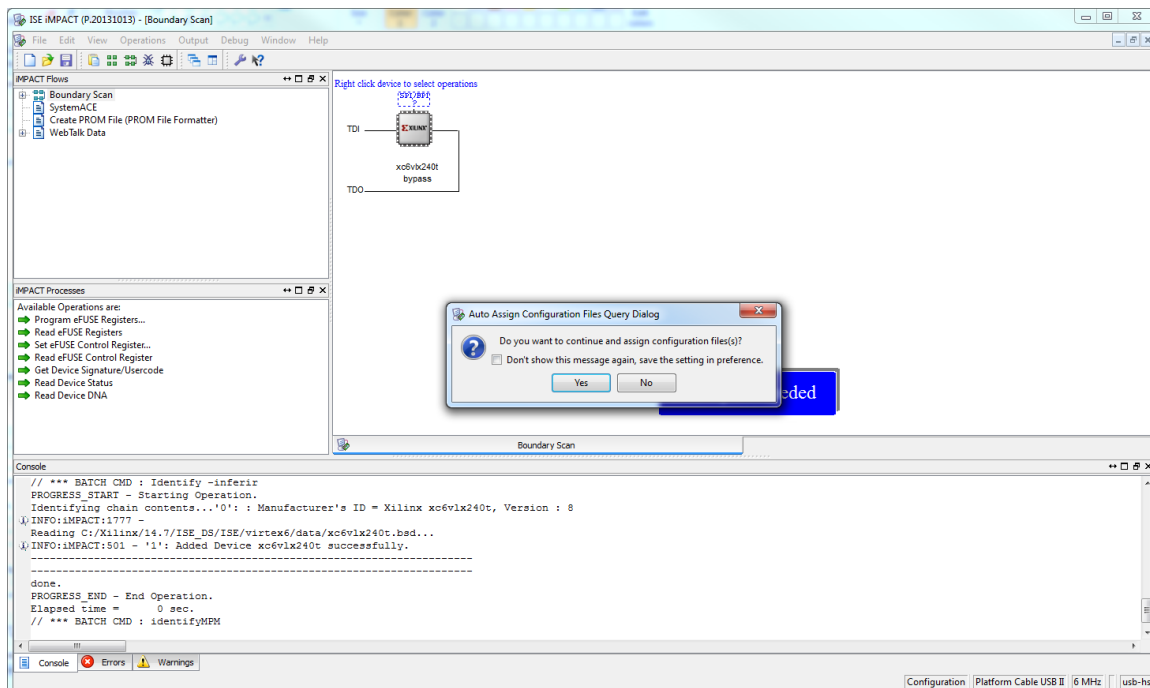 ISE iMPACT (P.20131013) - [Boundary Scan]
File Edit View Operations Output Debug Window Help
iMPACT Flows
Boundary Scan
SystemACE
Create PROM File (PROM File Formatter)
WebTalk Data
Right click device to select operations
SPI/BPI
?
TDI
XILINX
xc6vlx240t
bypass
TDO
iMPACT Processes
Available Operations are:
Program eFUSE Registers...
Read eFUSE Registers
Set eFUSE Control Register...
Read eFUSE Control Register
Get Device Signature/Usercode
Read Device Status
Read Device DNA
Auto Assign Configuration Files Query Dialog
Do you want to continue and assign configuration files(s)?
Don't show this message again, save the setting in preference.
Yes No
eded
Boundary Scan
Console
// *** BATCH CMD : Identify -inferir
PROGRESS_START - Starting Operation.
Identifying chain contents...'0': : Manufacturer's ID = Xilinx xc6vlx240t, Version : 8
INFO:iMPACT:1777 -
Reading C:/Xilinx/14.7/ISE_DS/ISE/virtex6/data/xc6vlx240t.bsd...
INFO:iMPACT:501 - '1': Added Device xc6vlx240t successfully.
----------------------------------------------------------------------
----------------------------------------------------------------------
done.
PROGRESS_END - End Operation.
Elapsed time = 0 sec.
// *** BATCH CMD : identifyMPM
Console Errors Warnings
Configuration Platform Cable USB II 6 MHz usb-hs